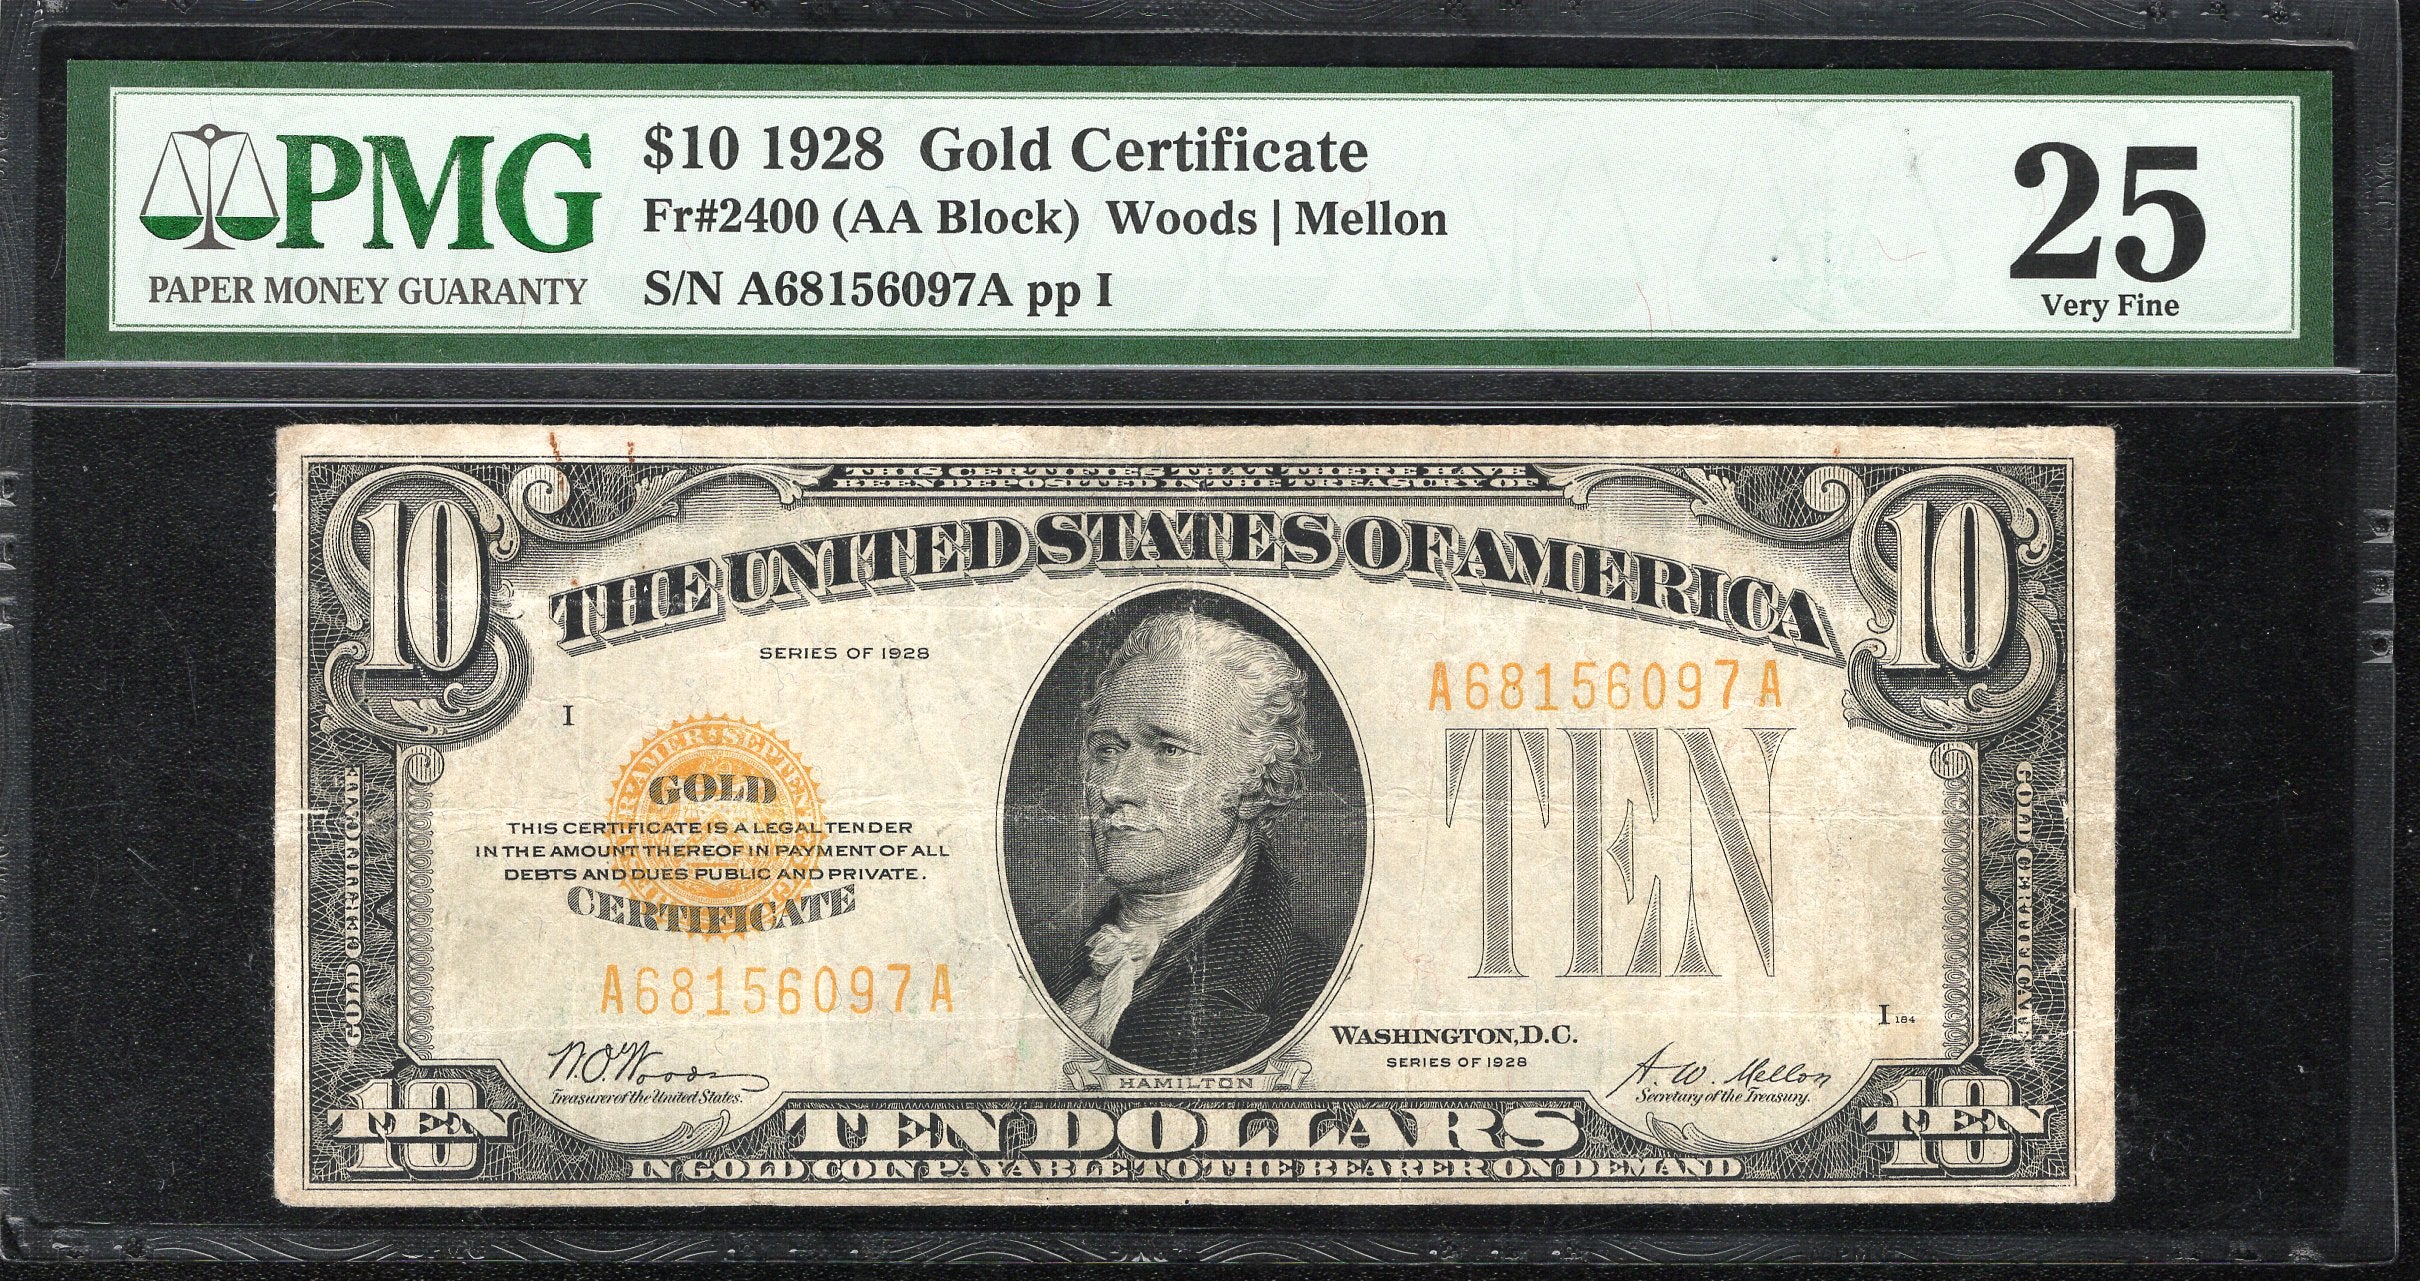 PMG
PAPER MONEY GUARANTY
$10 1928 Gold Certificate
Fr#2400 (AA Block) Woods | Mellon
S/N A68156097A pp I
25
Very Fine
THIS CERTIFIES THAT THERE HAVE
BEEN DEPOSITED IN THE TREASURY OF
10
10
THE UNITED STATES OF AMERICA
SERIES OF 1928
A68156097A
I
GOLD
THIS CERTIFICATE IS A LEGAL TENDER
IN THE AMOUNT THEREOF IN PAYMENT OF ALL
DEBTS AND DUES PUBLIC AND PRIVATE.
CERTIFICATE
TEN
GOLD CERTIFICATE
GOLD CERTIFICATE
A68156097A
I 184
WASHINGTON, D.C.
SERIES OF 1928
W.O. Woods
Treasurer of the United States.
A. W. Mellon
Secretary of the Treasury.
HAMILTON
10
TEN
TEN DOLLARS
10
TEN
IN GOLD COIN PAYABLE TO THE BEARER ON DEMAND